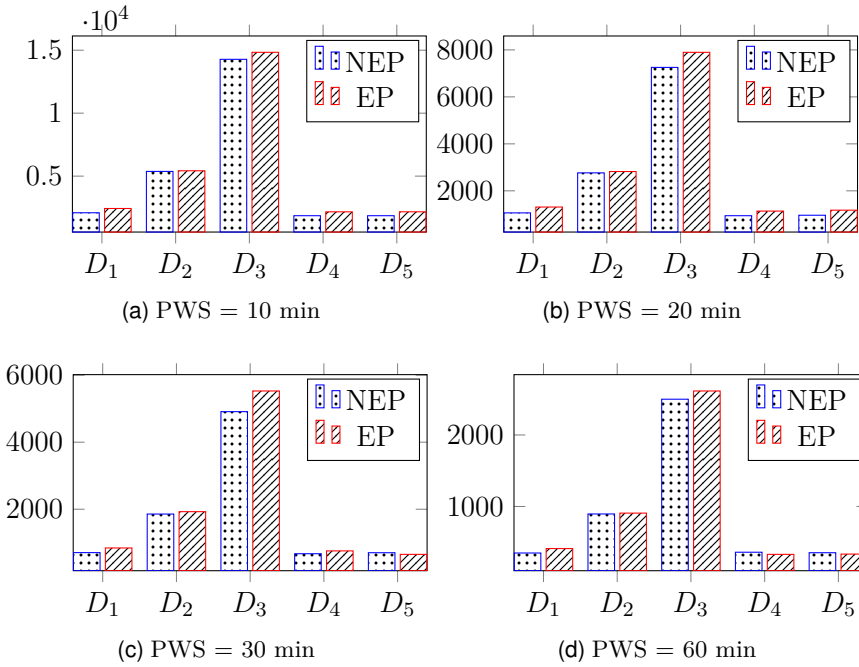 ·10⁴
1.5
1
0.5
NEP
EP
D₁ D₂ D₃ D₄ D₅
(a) PWS = 10 min
8000
6000
4000
2000
NEP
EP
D₁ D₂ D₃ D₄ D₅
(b) PWS = 20 min
6000
4000
2000
NEP
EP
D₁ D₂ D₃ D₄ D₅
(c) PWS = 30 min
2000
1000
NEP
EP
D₁ D₂ D₃ D₄ D₅
(d) PWS = 60 min